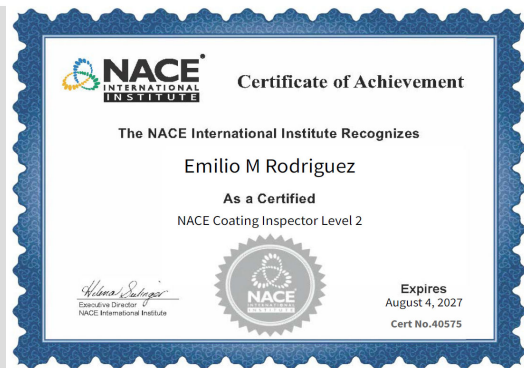 NACE
INTERNATIONAL
INSTITUTE
Certificate of Achievement
The NACE International Institute Recognizes
Emilio M Rodriguez
As a Certified
NACE Coating Inspector Level 2
Executive Director
NACE International Institute
NACE
INTERNATIONAL
INSTITUTE
Expires
August 4, 2027
Cert No.40575